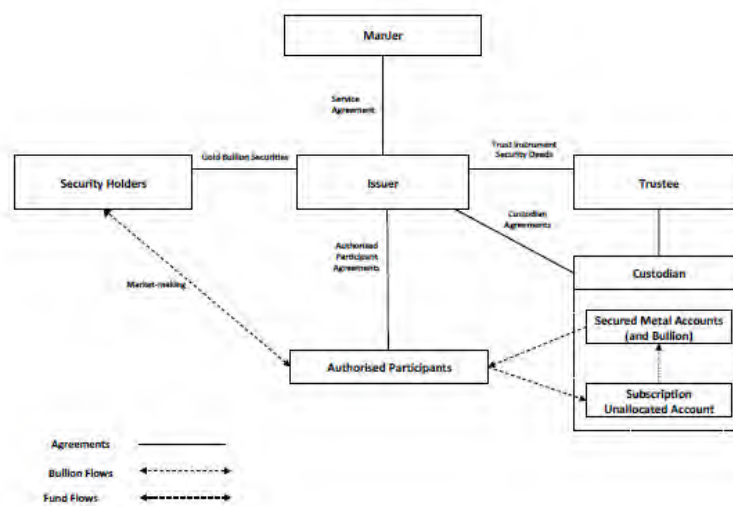 ManJer
Service
Agreement
Gold Bullion Securities
Trust Instrument
Security Deeds
Security Holders
Issuer
Trustee
Custodian
Agreements
Authorised
Participant
Agreements
Custodian
Market-making
Secured Metal Accounts
(and Bullion)
Authorised Participants
Subscription
Unallocated Account
Agreements
Bullion Flows
Fund Flows